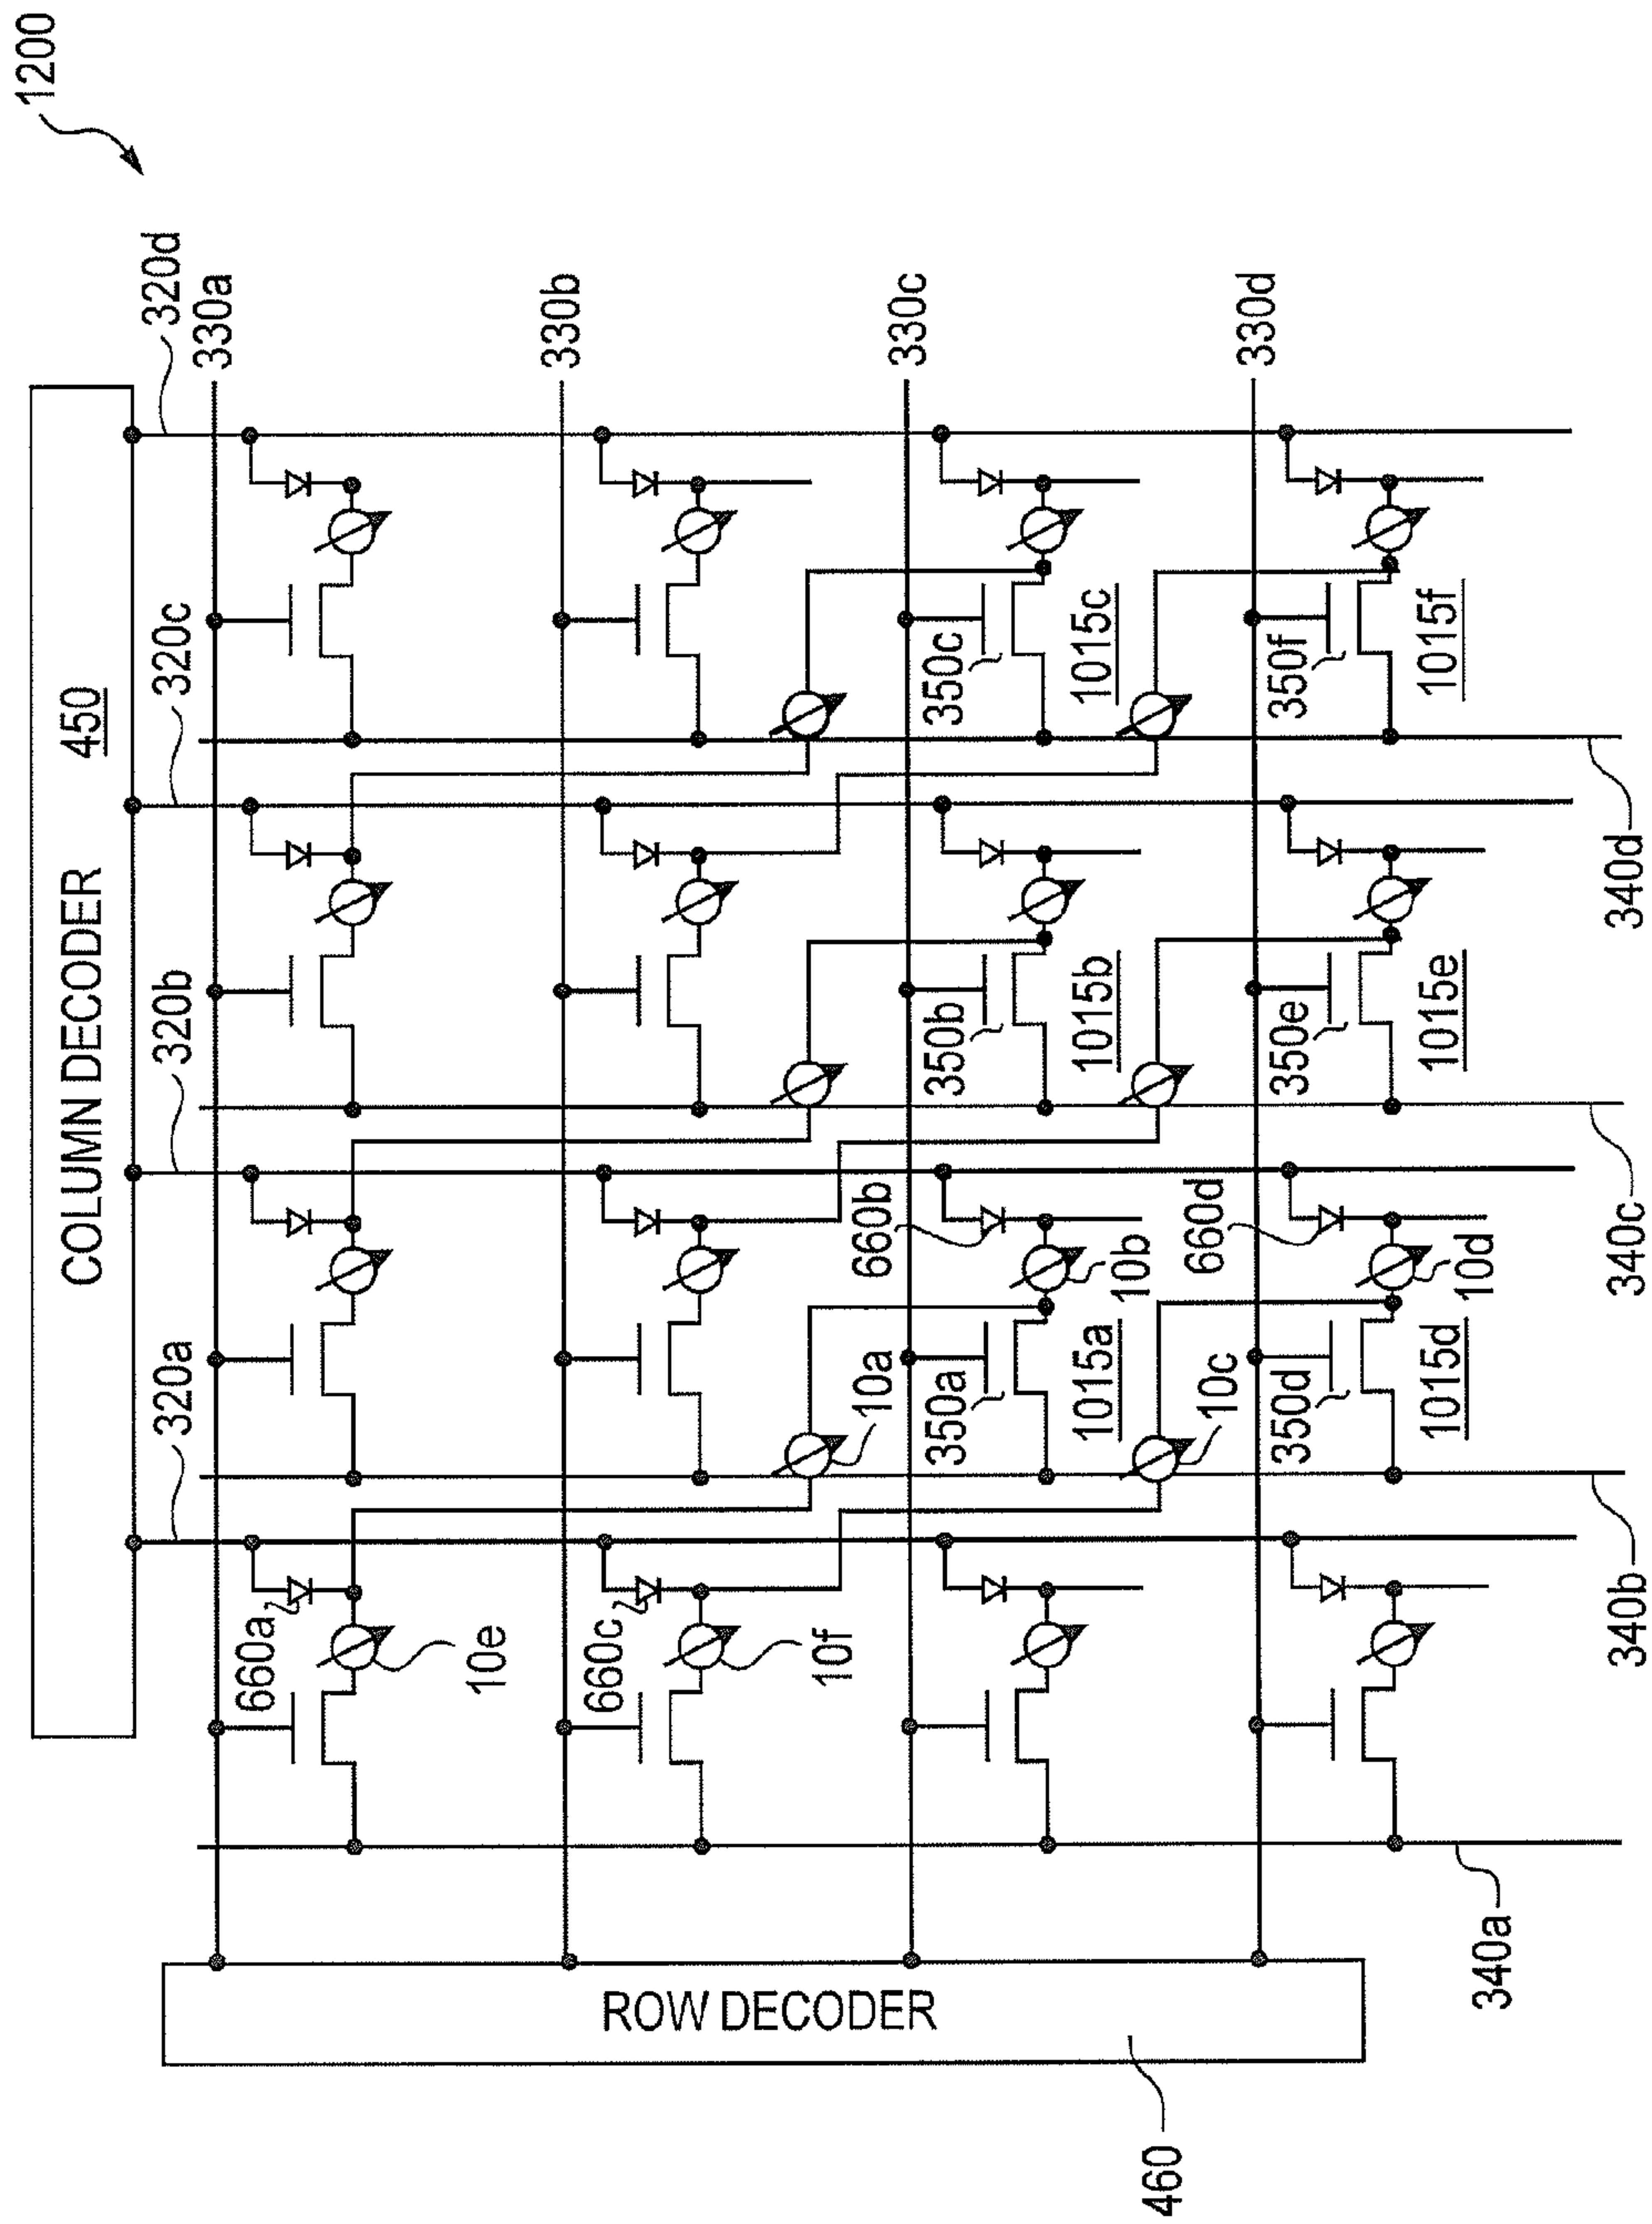 1200
COLUMN DECODER 450
320a
320b
320c
320d
330a
330b
330c
330d
660a
10e
660c
10f
10a
350a
1015a
660b
10b
350b
1015b
350c
1015c
10c
350d
1015d
660d
10d
350e
1015e
350f
1015f
ROW DECODER
460
340a
340b
340c
340d